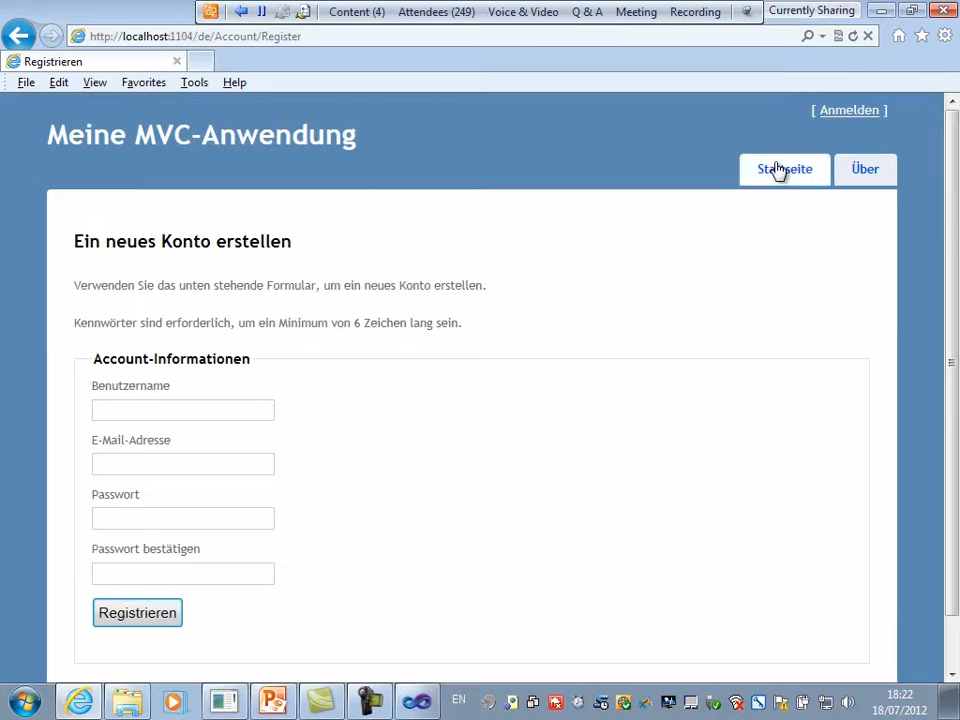 Content (4) Attendees (249) Voice & Video Q & A Meeting Recording Currently Sharing
http://localhost:1104/de/Account/Register
Registrieren
File Edit View Favorites Tools Help
[ Anmelden ]
Meine MVC-Anwendung
Startseite Über
Ein neues Konto erstellen
Verwenden Sie das unten stehende Formular, um ein neues Konto erstellen.
Kennwörter sind erforderlich, um ein Minimum von 6 Zeichen lang sein.
Account-Informationen
Benutzername
E-Mail-Adresse
Passwort
Passwort bestätigen
Registrieren
EN
18:22
18/07/2012